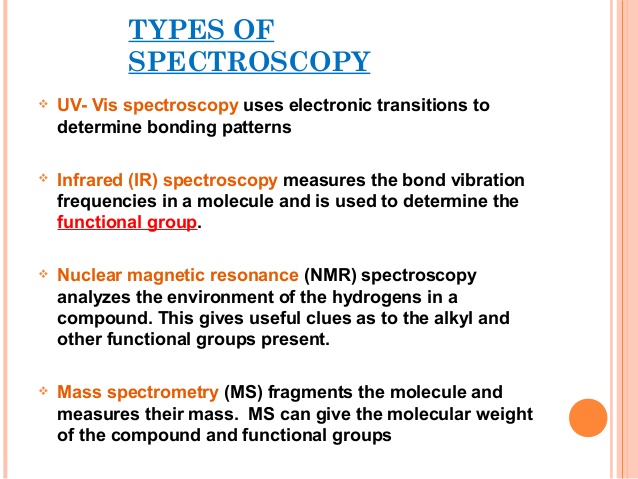 TYPES OF
SPECTROSCOPY
UV- Vis spectroscopy uses electronic transitions to
determine bonding patterns
Infrared (IR) spectroscopy measures the bond vibration
frequencies in a molecule and is used to determine the
functional group.
Nuclear magnetic resonance (NMR) spectroscopy
analyzes the environment of the hydrogens in a
compound. This gives useful clues as to the alkyl and
other functional groups present.
Mass spectrometry (MS) fragments the molecule and
measures their mass.  MS can give the molecular weight
of the compound and functional groups